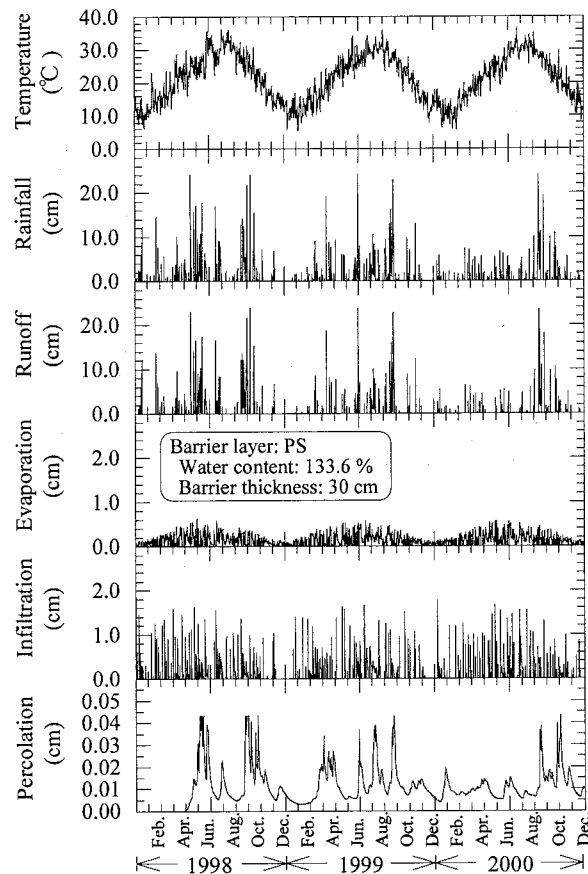 Temperature
(℃)
40.0
30.0
20.0
10.0
0.0
Rainfall
(cm)
20.0
10.0
0.0
Runoff
(cm)
20.0
10.0
0.0
Evaporation
(cm)
2.0
1.0
0.0
Barrier layer: PS
Water content: 133.6 %
Barrier thickness: 30 cm
Infiltration
(cm)
2.0
1.0
0.0
Percolation
(cm)
0.05
0.04
0.03
0.02
0.01
0.00
Feb. Apr. Jun. Aug. Oct. Dec. Feb. Apr. Jun. Aug. Oct. Dec. Feb. Apr. Jun. Aug. Oct. Dec.
1998 1999 2000